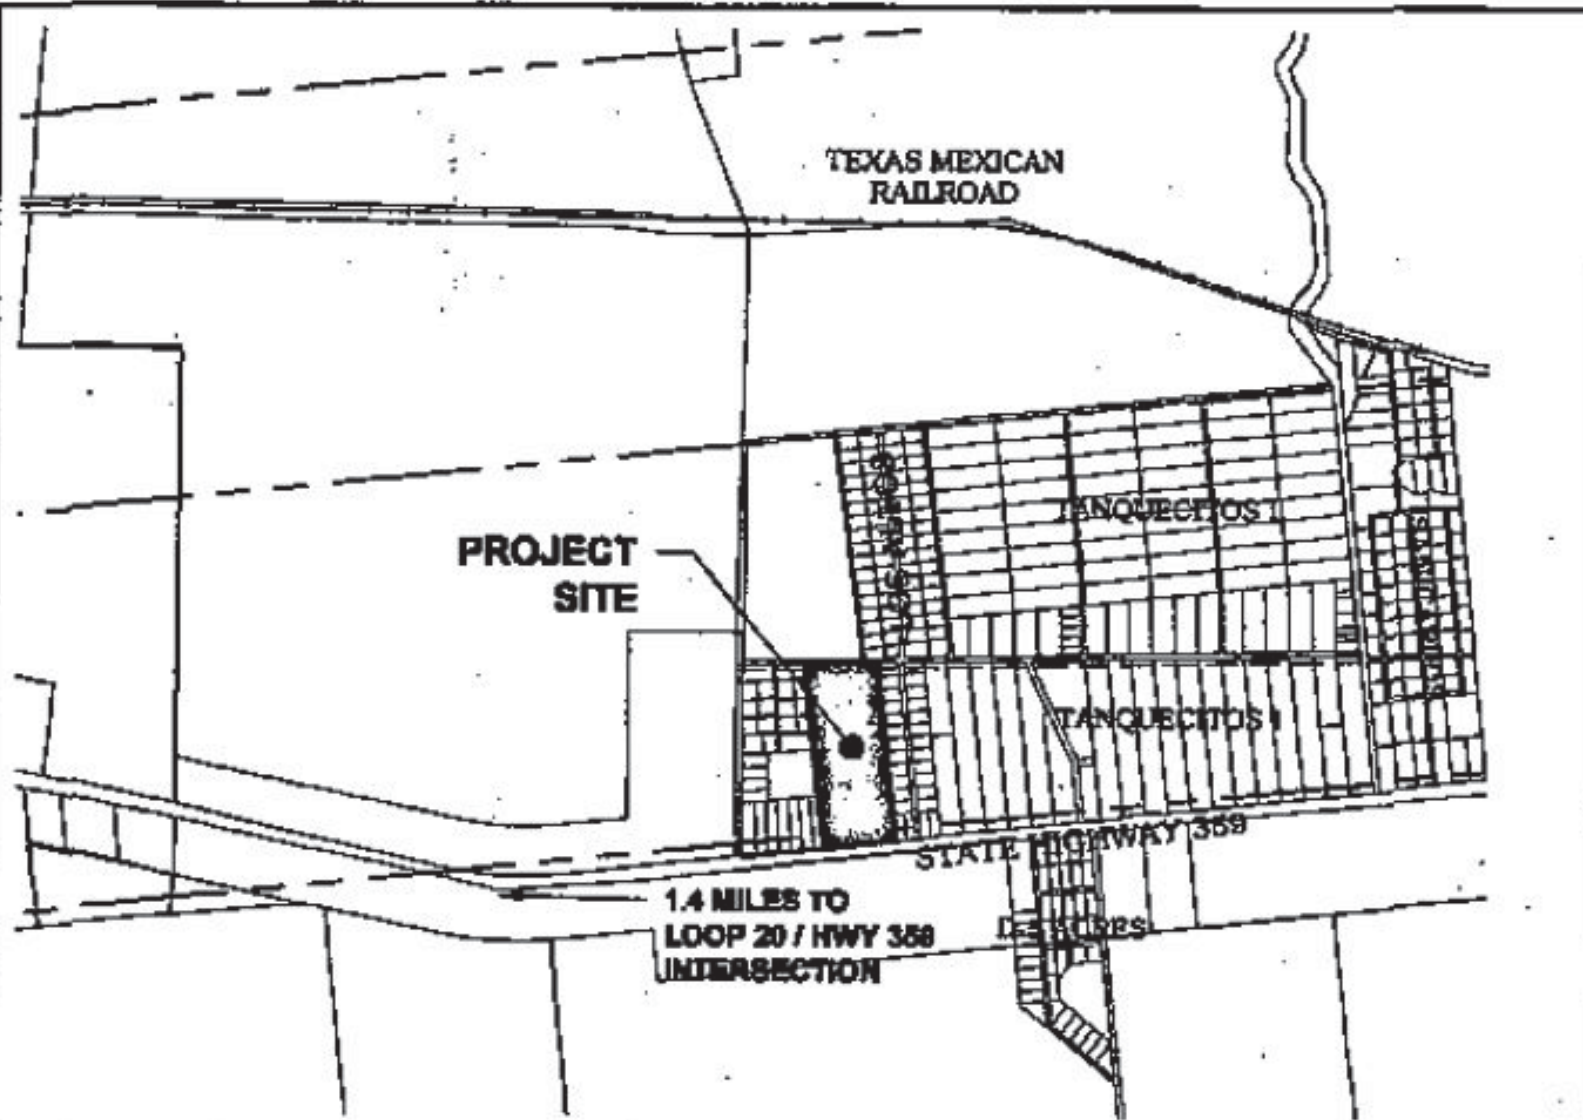 TEXAS MEXICAN
RAILROAD
TANQUECITOS I
PROJECT
SITE
TANQUECITOS I
STATE HIGHWAY 359
1.4 MILES TO
LOOP 20 / HWY 359
INTERSECTION
ACRES